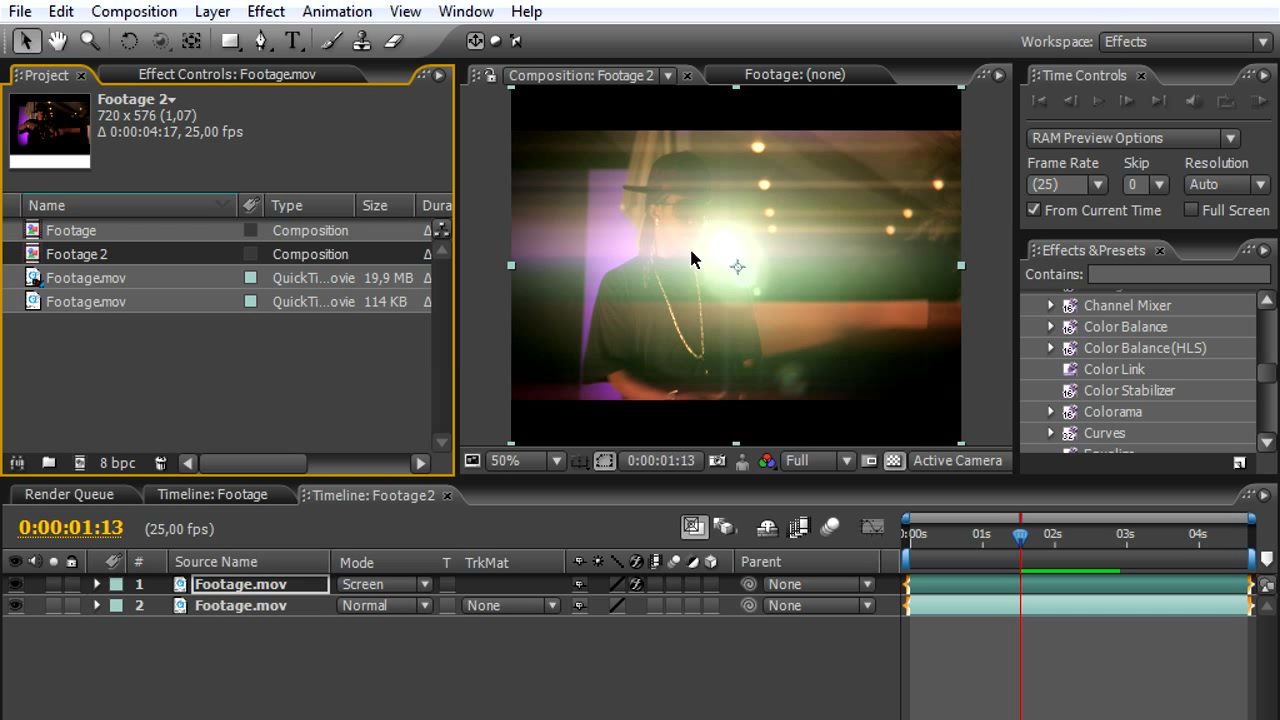 File Edit Composition Layer Effect Animation View Window Help
Workspace: Effects
Project Effect Controls: Footage.mov
Composition: Footage 2 Footage: (none)
Time Controls
Footage 2
720 x 576 (1,07)
Δ 0:00:04:17, 25,00 fps
RAM Preview Options
Frame Rate Skip Resolution
(25) 0 Auto
From Current Time Full Screen
Name Type Size Dura
Footage Composition Δ
Footage 2 Composition Δ
Footage.mov QuickTi...ovie 19,9 MB Δ
Footage.mov QuickTi...ovie 114 KB Δ
Effects & Presets
Contains:
Channel Mixer
Color Balance
Color Balance (HLS)
Color Link
Color Stabilizer
Colorama
Curves
8 bpc
50% 0:00:01:13 Full Active Camera
Render Queue Timeline: Footage Timeline: Footage 2
0:00:01:13 (25,00 fps)
:00s 01s 02s 03s 04s
# Source Name Mode T TrkMat Parent
1 Footage.mov Screen None
2 Footage.mov Normal None None